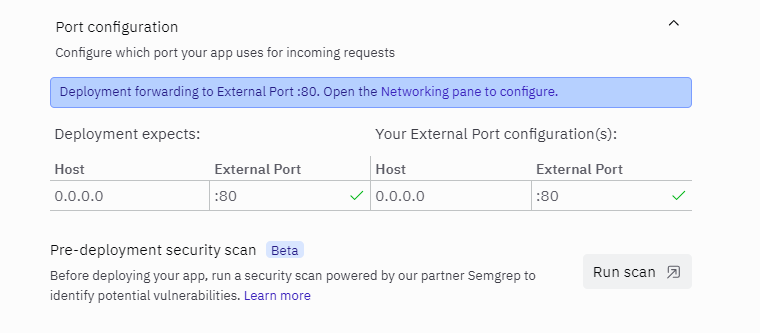 Port configuration
Configure which port your app uses for incoming requests
Deployment forwarding to External Port :80. Open the Networking pane to configure.
Deployment expects: Your External Port configuration(s):
Host External Port Host External Port
0.0.0.0 :80 0.0.0.0 :80
Pre-deployment security scan Beta
Before deploying your app, run a security scan powered by our partner Semgrep to
identify potential vulnerabilities. Learn more
Run scan